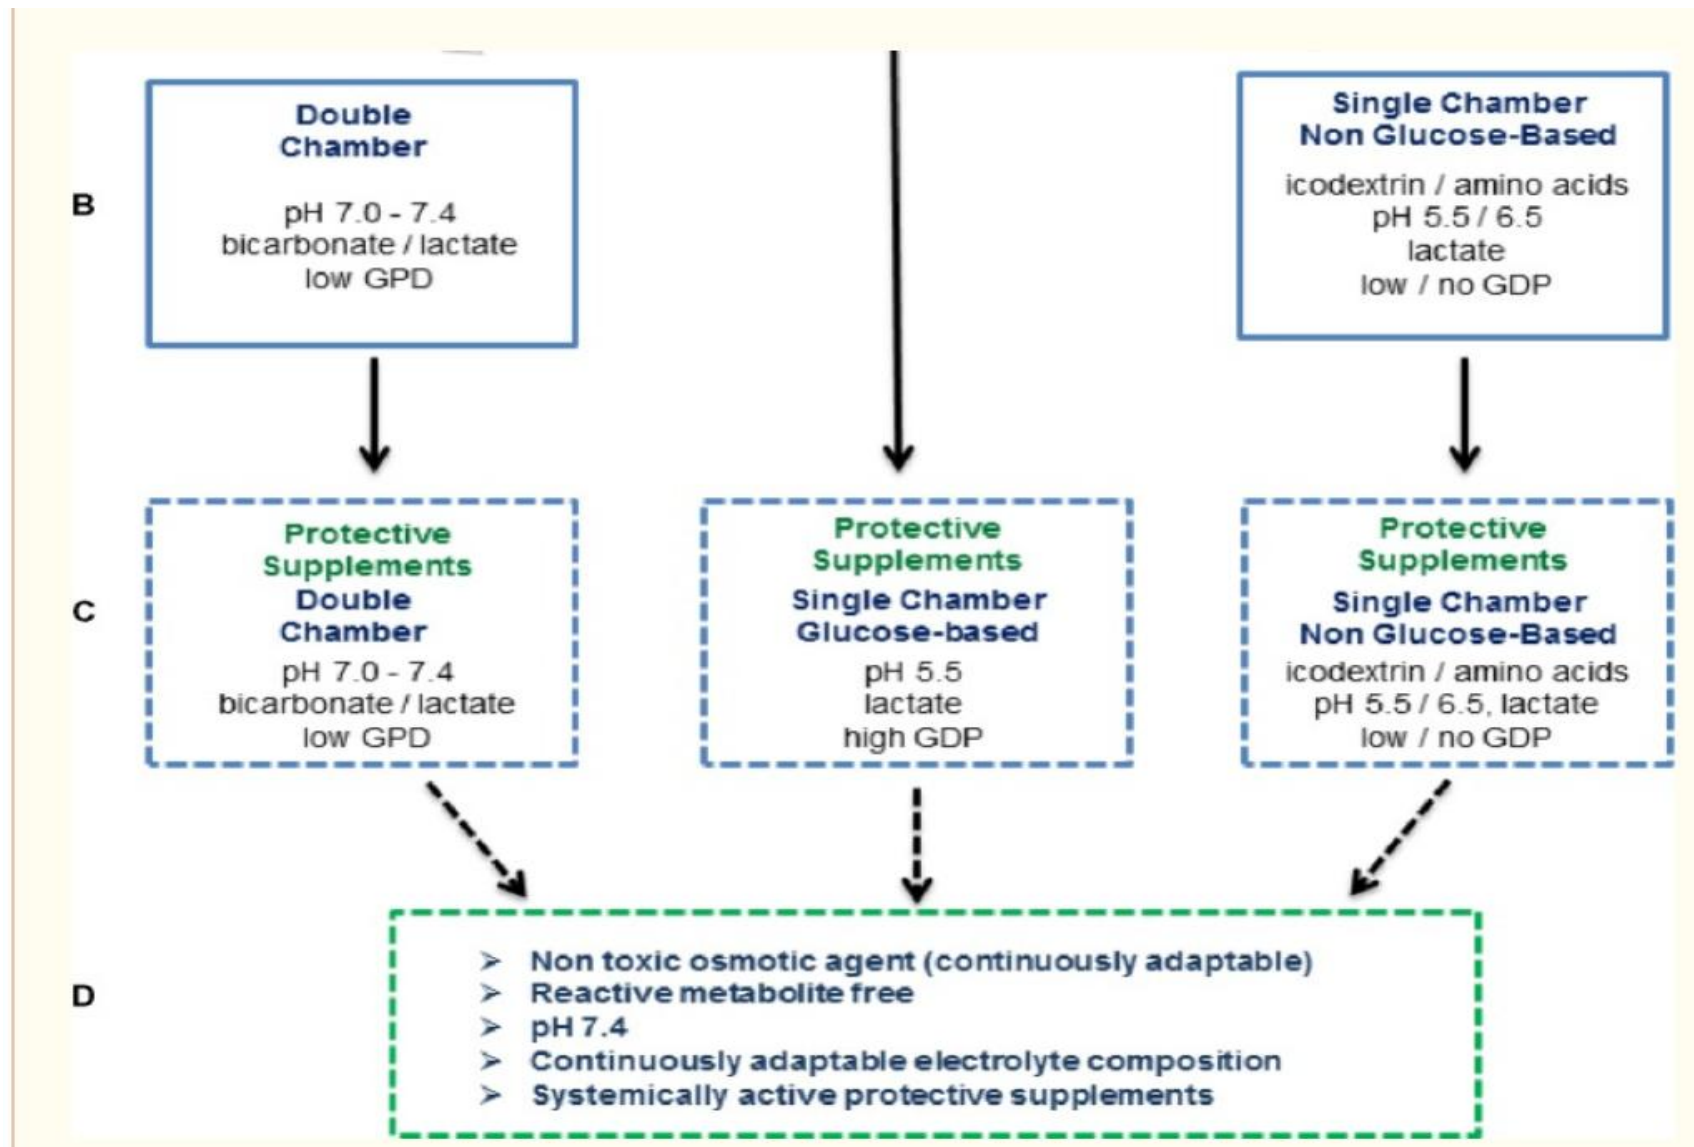 B
Double
Chamber
pH 7.0 - 7.4
bicarbonate / lactate
low GPD
Single Chamber
Non Glucose-Based
icodextrin / amino acids
pH 5.5 / 6.5
lactate
low / no GDP
C
Protective
Supplements
Double
Chamber
pH 7.0 - 7.4
bicarbonate / lactate
low GPD
Protective
Supplements
Single Chamber
Glucose-based
pH 5.5
lactate
high GDP
Protective
Supplements
Single Chamber
Non Glucose-Based
icodextrin / amino acids
pH 5.5 / 6.5, lactate
low / no GDP
D
➢ Non toxic osmotic agent (continuously adaptable)
➢ Reactive metabolite free
➢ pH 7.4
➢ Continuously adaptable electrolyte composition
➢ Systemically active protective supplements